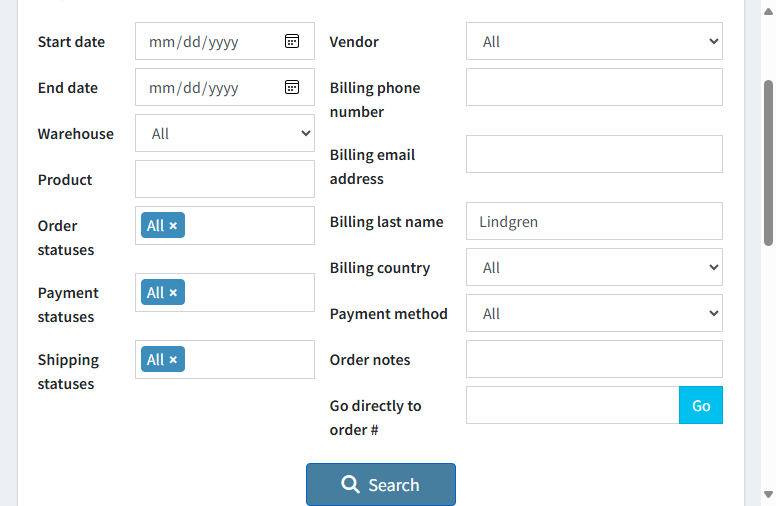 Start date
mm/dd/yyyy
End date
mm/dd/yyyy
Warehouse
All
Product
Order
statuses
All ×
Payment
statuses
All ×
Shipping
statuses
All ×
Vendor
All
Billing phone
number
Billing email
address
Billing last name
Lindgren
Billing country
All
Payment method
All
Order notes
Go directly to
order #
Go
Search